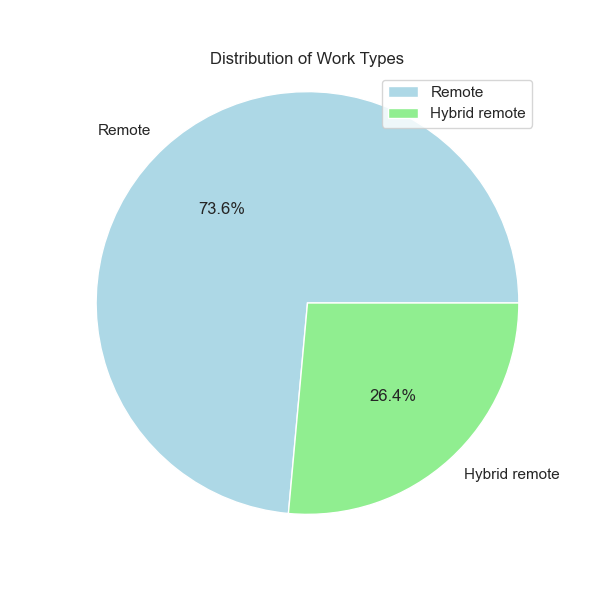 Distribution of Work Types
Remote
Hybrid remote
Remote
73.6%
26.4%
Hybrid remote